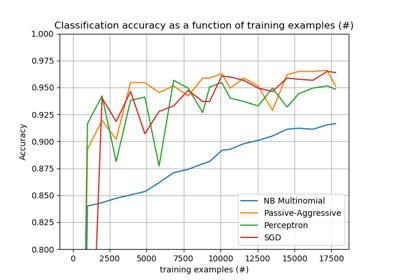 Classification accuracy as a function of training examples (#)
1.000
0.975
0.950
0.925
0.900
0.875
0.850
0.825
0.800
Accuracy
NB Multinomial
Passive-Aggressive
Perceptron
SGD
0 2500 5000 7500 10000 12500 15000 17500
training examples (#)